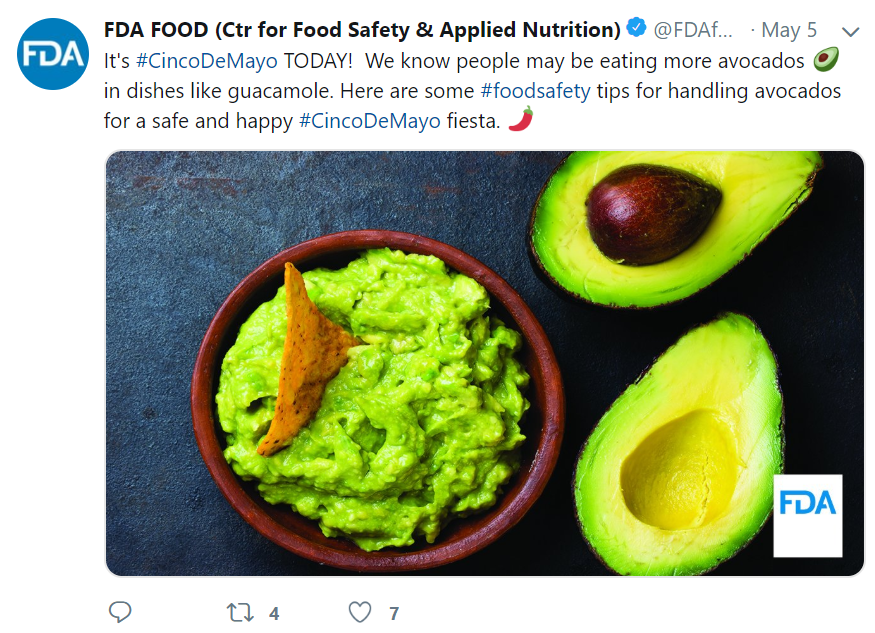 FDA
FDA FOOD (Ctr for Food Safety & Applied Nutrition) @FDAf... · May 5
It's #CincoDeMayo TODAY!  We know people may be eating more avocados 🥑
in dishes like guacamole. Here are some #foodsafety tips for handling avocados
for a safe and happy #CincoDeMayo fiesta. 🌶️
FDA
4 7